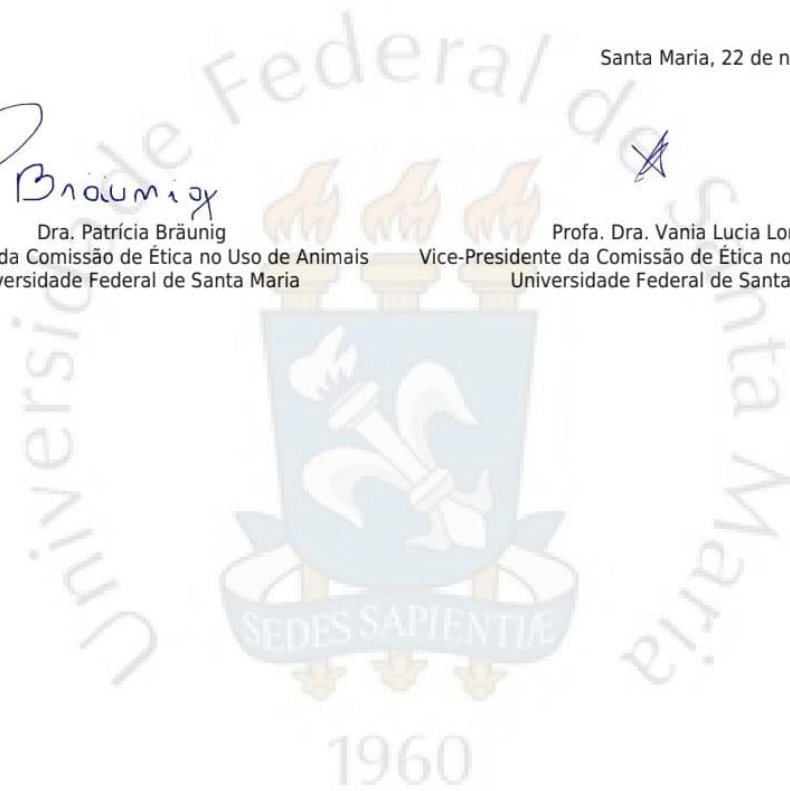 Santa Maria, 22 de n
Bräunig
Dra. Patrícia Bräunig
da Comissão de Ética no Uso de Animais
versidade Federal de Santa Maria
Profa. Dra. Vania Lucia Lor
Vice-Presidente da Comissão de Ética no
Universidade Federal de Santa
Universidade Federal de Santa Maria
SEDES SAPIENTIÆ
1960